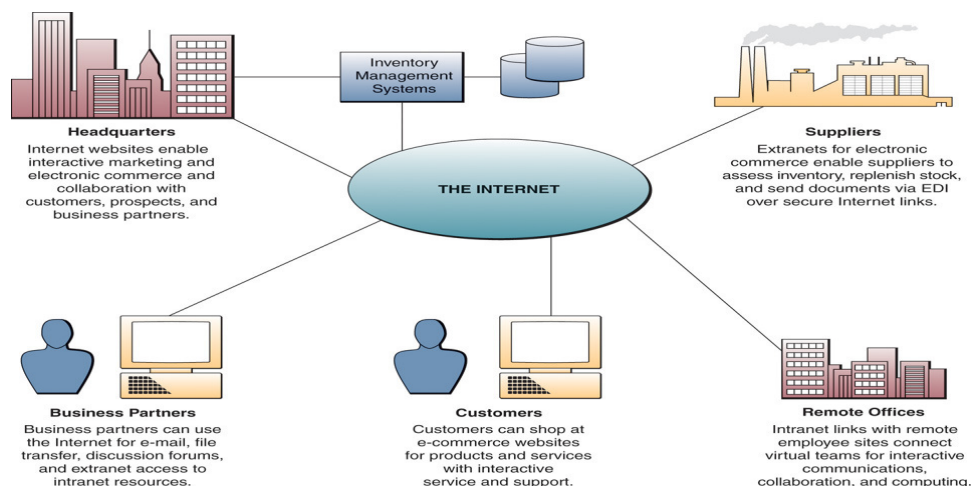 Inventory
Management
Systems
Headquarters
Internet websites enable
interactive marketing and
electronic commerce and
collaboration with
customers, prospects, and
business partners.
THE INTERNET
Suppliers
Extranets for electronic
commerce enable suppliers to
assess inventory, replenish stock,
and send documents via EDI
over secure Internet links.
Business Partners
Business partners can use
the Internet for e-mail, file
transfer, discussion forums,
and extranet access to
intranet resources.
Customers
Customers can shop at
e-commerce websites
for products and services
with interactive
service and support.
Remote Offices
Intranet links with remote
employee sites connect
virtual teams for interactive
communications,
collaboration, and computing.